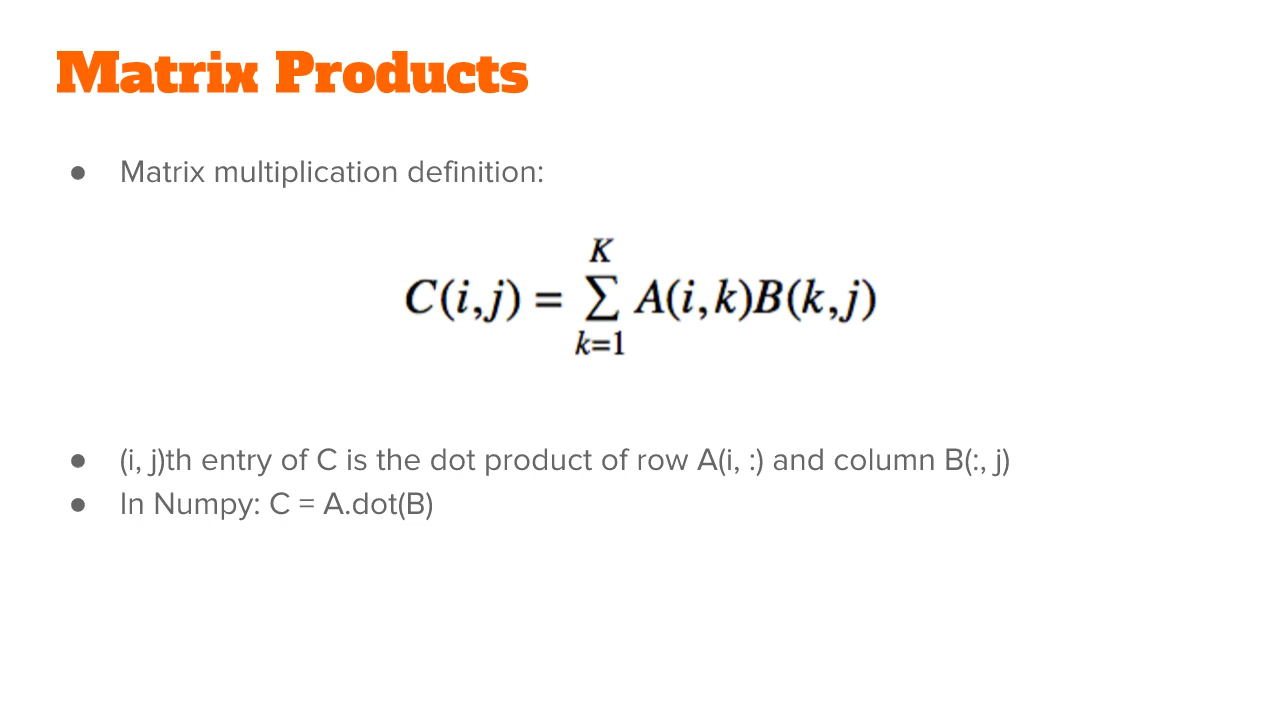 Matrix Products
● Matrix multiplication definition:
K
C(i,j) = ∑ A(i,k)B(k,j)
k=1
● (i, j)th entry of C is the dot product of row A(i, :) and column B(:, j)
● In Numpy: C = A.dot(B)